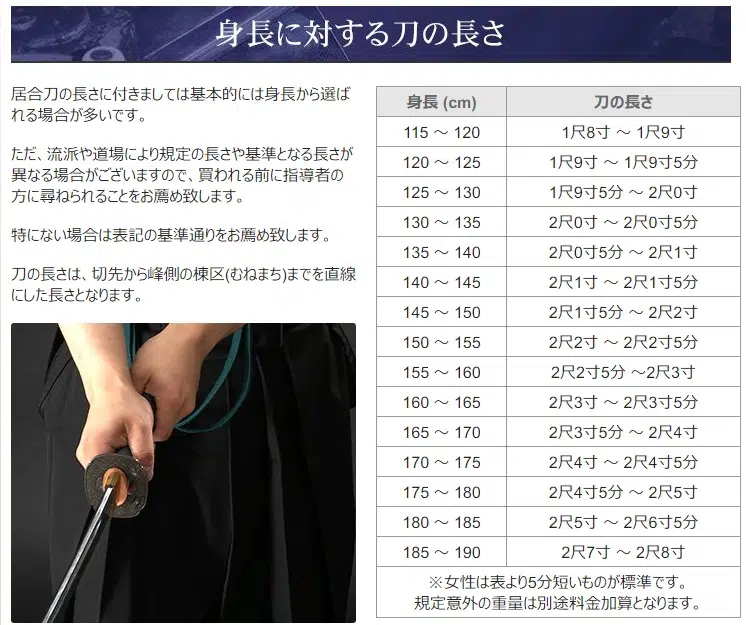 身長に対する刀の長さ
居合刀の長さに付きましては基本的には身長から選ば
れる場合が多いです。
ただ、流派や道場により規定の長さや基準となる長さが
異なる場合がございますので、買われる前に指導者の
方に尋ねられることをお薦め致します。
特にない場合は表記の基準通りをお薦め致します。
刀の長さは、切先から峰側の棟区(むねまち)までを直線
にした長さとなります。
身長 (cm) 刀の長さ
115 ～ 120 1尺8寸 ～ 1尺9寸
120 ～ 125 1尺9寸 ～ 1尺9寸5分
125 ～ 130 1尺9寸5分 ～ 2尺0寸
130 ～ 135 2尺0寸 ～ 2尺0寸5分
135 ～ 140 2尺0寸5分 ～ 2尺1寸
140 ～ 145 2尺1寸 ～ 2尺1寸5分
145 ～ 150 2尺1寸5分 ～ 2尺2寸
150 ～ 155 2尺2寸 ～ 2尺2寸5分
155 ～ 160 2尺2寸5分 ～2尺3寸
160 ～ 165 2尺3寸 ～ 2尺3寸5分
165 ～ 170 2尺3寸5分 ～ 2尺4寸
170 ～ 175 2尺4寸 ～ 2尺4寸5分
175 ～ 180 2尺4寸5分 ～ 2尺5寸
180 ～ 185 2尺5寸 ～ 2尺6寸5分
185 ～ 190 2尺7寸 ～ 2尺8寸
※女性は表より5分短いものが標準です。
規定意外の重量は別途料金加算となります。